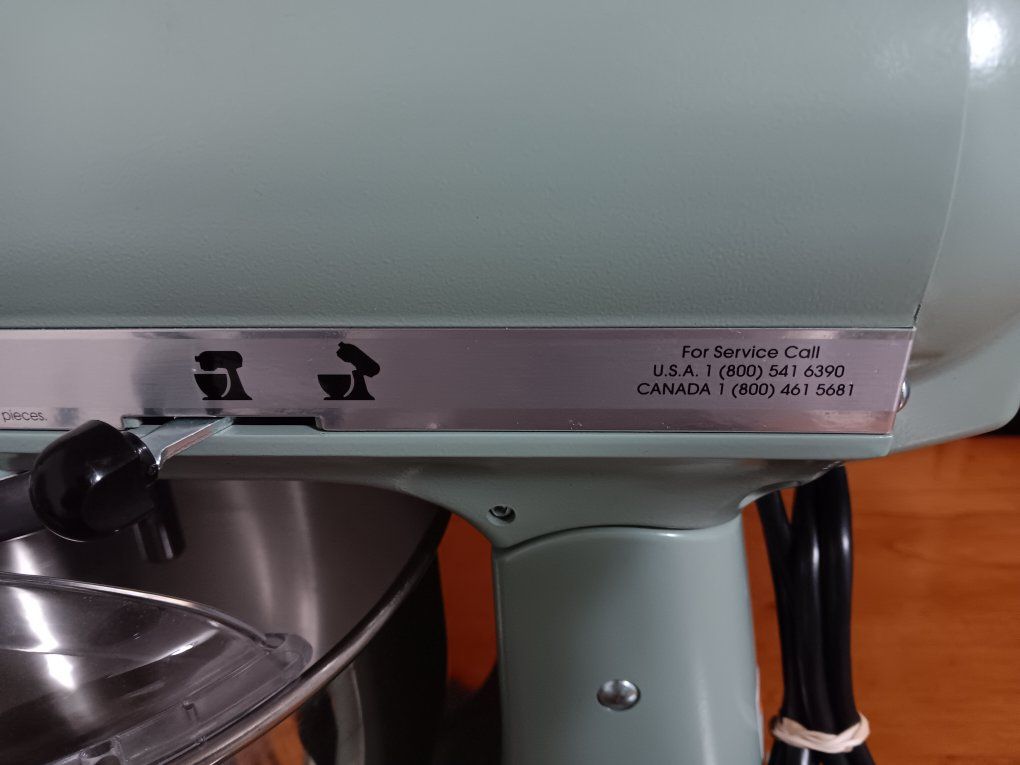 For Service Call
U.S.A. 1 (800) 541 6390
CANADA 1 (800) 461 5681
pieces.